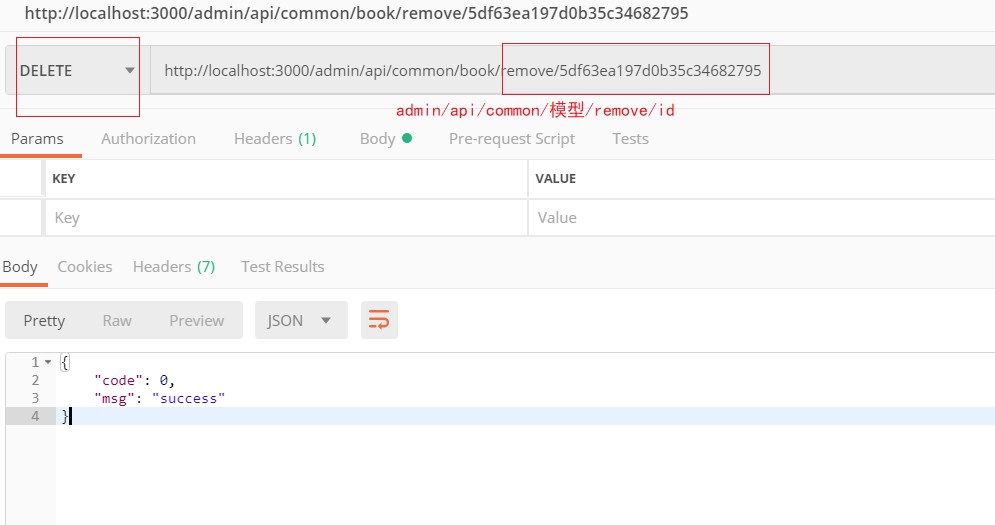 http://localhost:3000/admin/api/common/book/remove/5df63ea197d0b35c34682795
DELETE http://localhost:3000/admin/api/common/book/remove/5df63ea197d0b35c34682795
admin/api/common/模型/remove/id
Params Authorization Headers (1) Body Pre-request Script Tests
KEY VALUE
Key Value
Body Cookies Headers (7) Test Results
Pretty Raw Preview JSON
1 {
2 "code": 0,
3 "msg": "success"
4 }